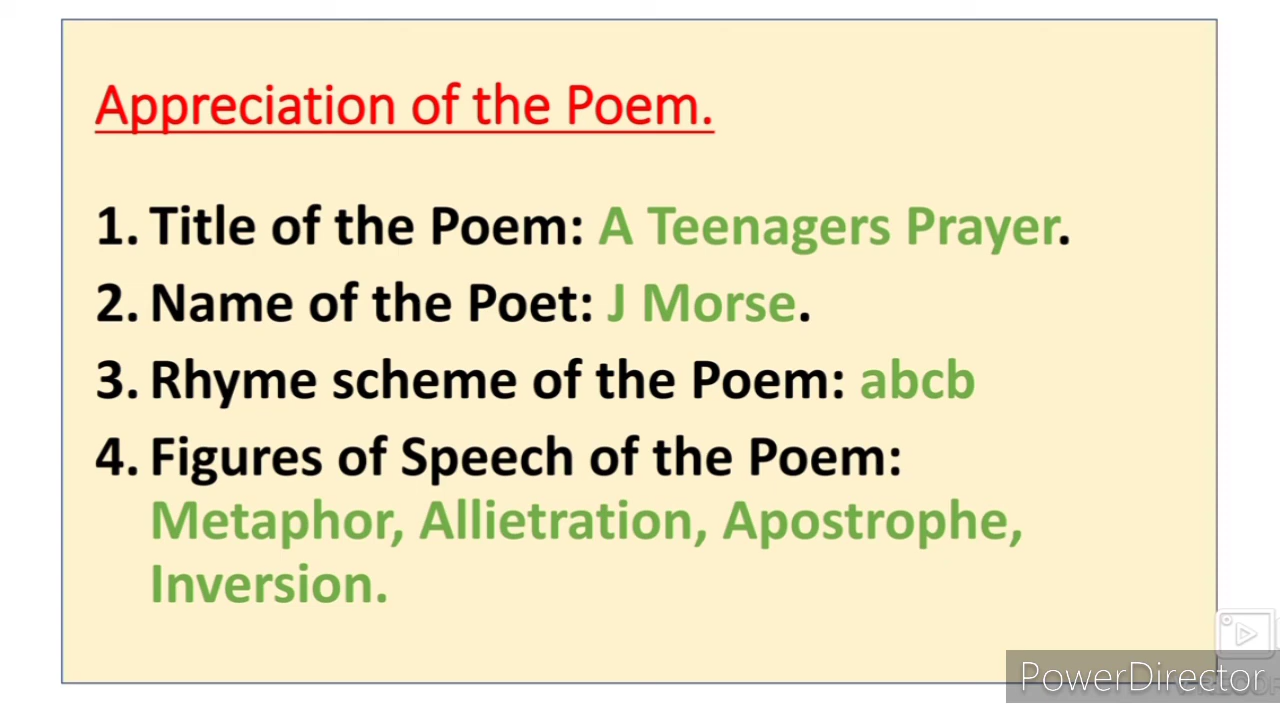 Appreciation of the Poem.
1. Title of the Poem: A Teenagers Prayer.
2. Name of the Poet: J Morse.
3. Rhyme scheme of the Poem: abcb
4. Figures of Speech of the Poem:
Metaphor, Allietration, Apostrophe,
Inversion.
PowerDirector